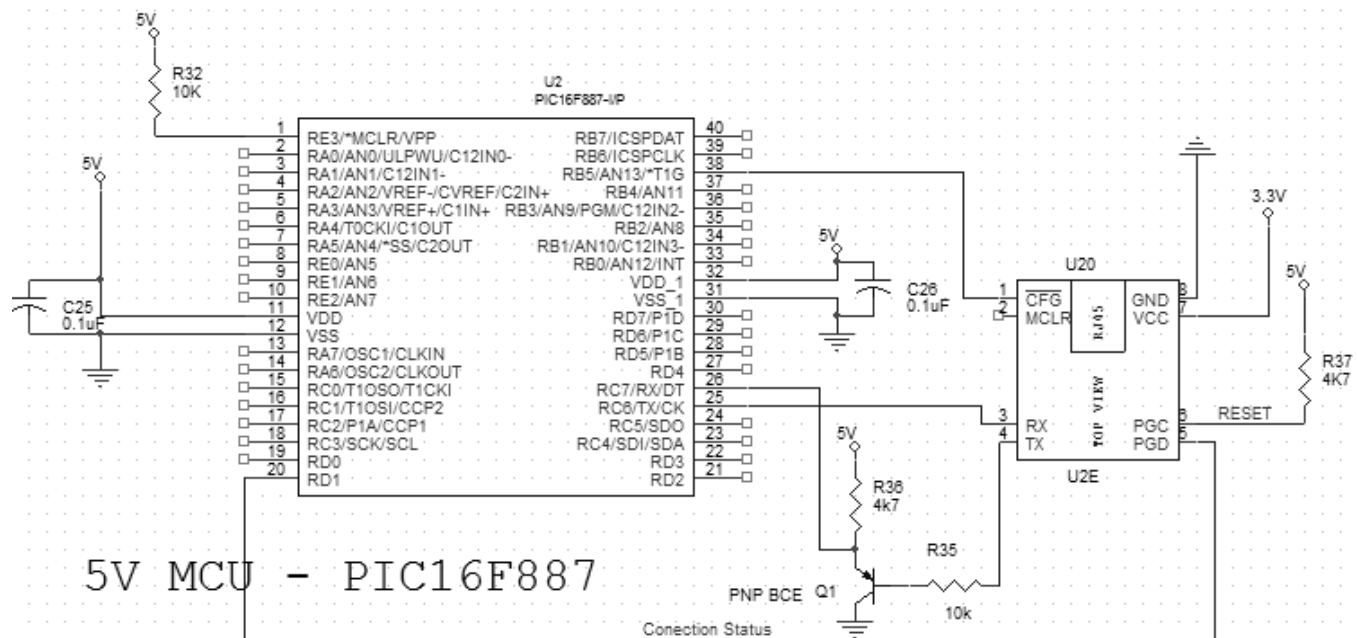 5V
R32
10K
U2
PIC16F887-I/P
1 RE3/*MCLR/VPP
2 RA0/AN0/ULPWU/C12IN0-
3 RA1/AN1/C12IN1-
4 RA2/AN2/VREF-/CVREF/C2IN+
5 RA3/AN3/VREF+/C1IN+
6 RA4/T0CKI/C1OUT
7 RA5/AN4/*SS/C2OUT
8 RE0/AN5
9 RE1/AN6
10 RE2/AN7
11 VDD
12 VSS
13 RA7/OSC1/CLKIN
14 RA6/OSC2/CLKOUT
15 RC0/T1OSO/T1CKI
16 RC1/T1OSI/CCP2
17 RC2/P1A/CCP1
18 RC3/SCK/SCL
19 RD0
20 RD1
RB7/ICSPDAT 40
RB6/ICSPCLK 39
RB5/AN13/*T1G 38
RB4/AN11 37
RB3/AN9/PGM/C12IN2- 36
RB2/AN8 35
RB1/AN10/C12IN3- 34
RB0/AN12/INT 33
VDD_1 32
VSS_1 31
RD7/P1D 30
RD6/P1C 29
RD5/P1B 28
RD4 27
RC7/RX/DT 26
RC6/TX/CK 25
RC5/SDO 24
RC4/SDI/SDA 23
RD3 22
RD2 21
5V
C25
0.1uF
5V
C26
0.1uF
3.3V
5V
U20
1 CFG
2 MCLR
3 RX
4 TX
GND 8
VCC 7
PGC 6
PGD 5
RJ45
TOP VIEW
U2E
RESET
R37
4K7
5V
R36
4k7
R35
10k
PNP BCE Q1
5V MCU - PIC16F887
Conection Status